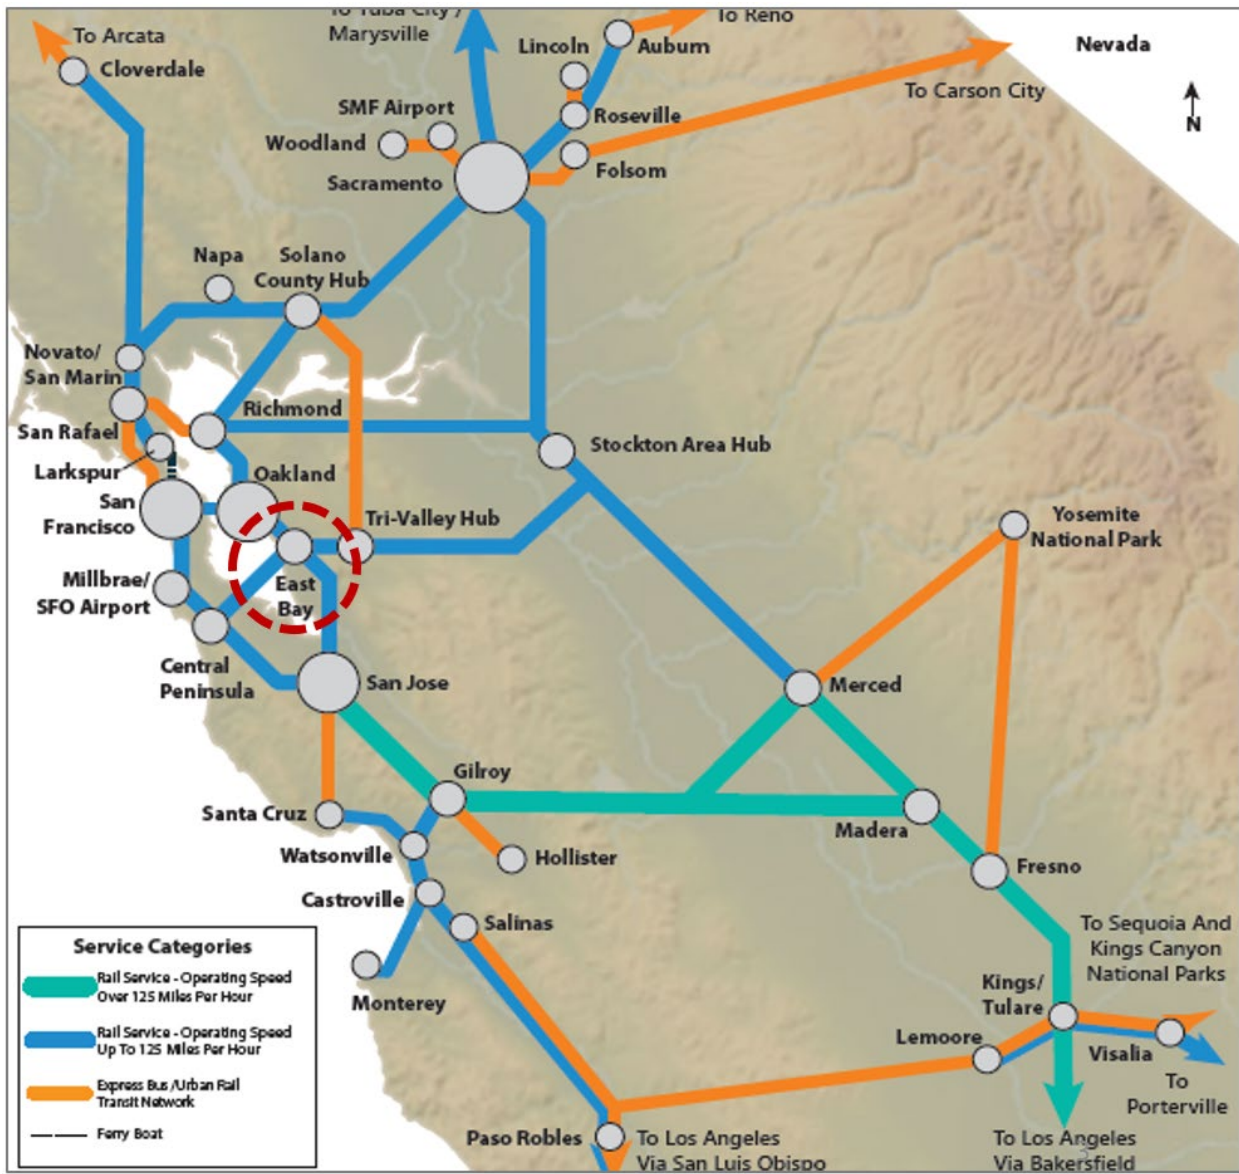 To Yuba City /
Marysville
To Reno
To Arcata
Cloverdale
Lincoln
Auburn
Nevada
To Carson City
N
SMF Airport
Roseville
Woodland
Sacramento
Folsom
Napa
Solano
County Hub
Novato/
San Marin
Richmond
San Rafael
Stockton Area Hub
Larkspur
Oakland
San
Francisco
Tri-Valley Hub
Yosemite
National Park
Millbrae/
SFO Airport
East
Bay
Central
Peninsula
San Jose
Merced
Gilroy
Santa Cruz
Madera
Watsonville
Hollister
Fresno
Castroville
Salinas
To Sequoia And
Kings Canyon
National Parks
Monterey
Kings/
Tulare
Lemoore
Visalia
To
Porterville
Paso Robles
To Los Angeles
Via San Luis Obispo
To Los Angeles
Via Bakersfield
3
Service Categories
Rail Service - Operating Speed
Over 125 Miles Per Hour
Rail Service - Operating Speed
Up To 125 Miles Per Hour
Express Bus /Urban Rail
Transit Network
Ferry Boat